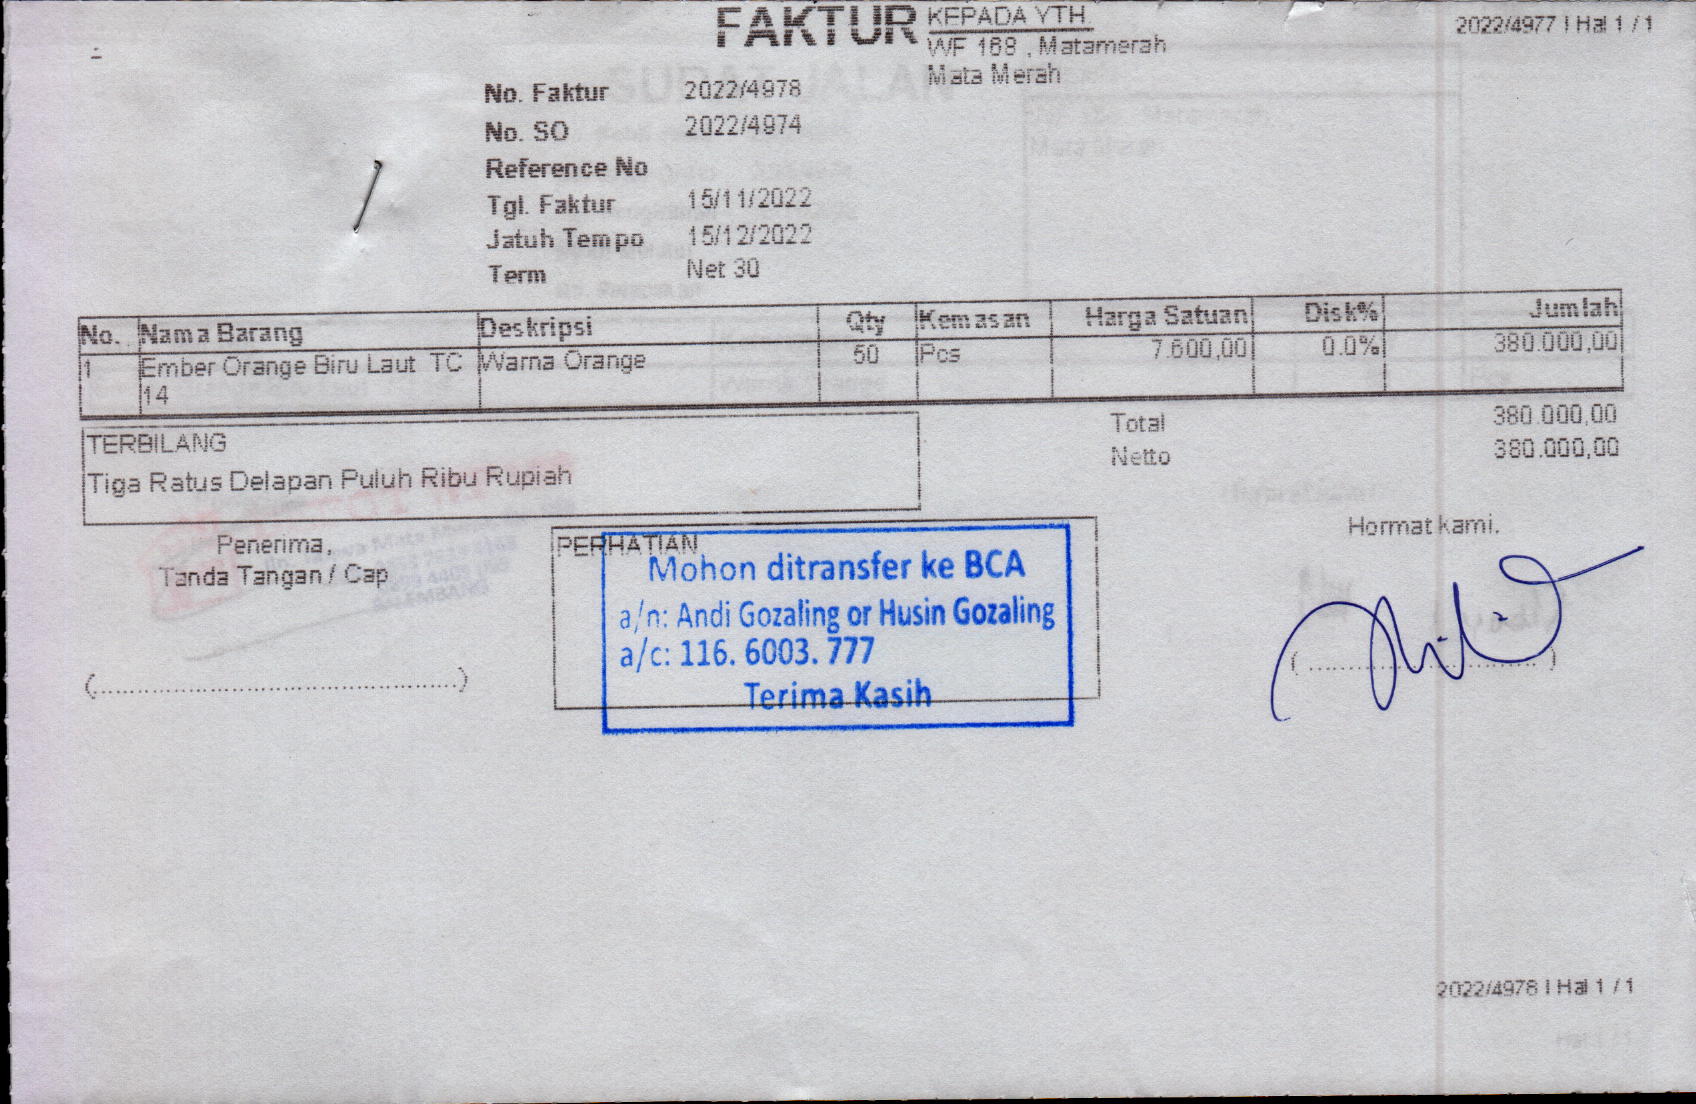 FAKTUR
KEPADA YTH.
WF 168 , Matamerah
Mata Merah
2022/4977 | Hal 1 / 1
No. Faktur 2022/4978
No. SO 2022/4974
Reference No
Tgl. Faktur 15/11/2022
Jatuh Tempo 15/12/2022
Term Net 30
No. Nama Barang Deskripsi Qty Kemasan Harga Satuan Disk% Jumlah
1 Ember Orange Biru Laut TC Warna Orange 50 Pcs 7.600,00 0.0% 380.000,00
14
Total 380.000,00
Netto 380.000,00
TERBILANG
Tiga Ratus Delapan Puluh Ribu Rupiah
Penerima,
Tanda Tangan / Cap
(..............................................)
PERHATIAN
Mohon ditransfer ke BCA
a/n: Andi Gozaling or Husin Gozaling
a/c: 116. 6003. 777
Terima Kasih
Hormat kami.
(.............................)
2022/4978 | Hal 1 / 1